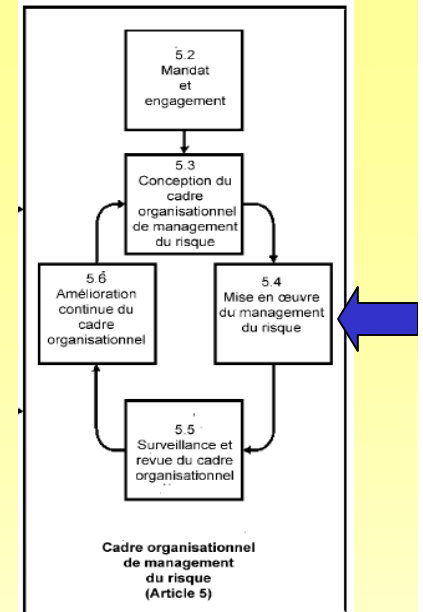 5.2
Mandat
et
engagement
5.3
Conception du
cadre
organisationnel
de management
du risque
5.6
Amélioration
continue du
cadre
organisationnel
5.4
Mise en œuvre
du management
du risque
5.5
Surveillance et
revue du cadre
organisationnel
Cadre organisationnel
de management
du risque
(Article 5)